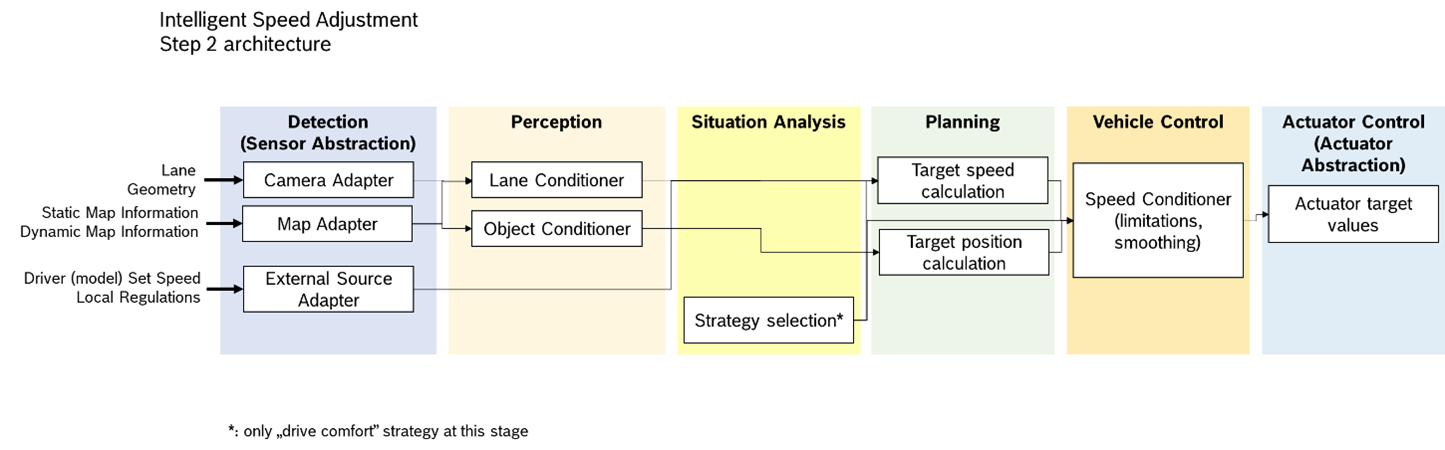 Intelligent Speed Adjustment
Step 2 architecture
Detection
(Sensor Abstraction)
Perception
Situation Analysis
Planning
Vehicle Control
Actuator Control
(Actuator
Abstraction)
Lane
Geometry
Camera Adapter
Lane Conditioner
Target speed
calculation
Static Map Information
Dynamic Map Information
Map Adapter
Object Conditioner
Target position
calculation
Speed Conditioner
(limitations,
smoothing)
Actuator target
values
Driver (model) Set Speed
Local Regulations
External Source
Adapter
Strategy selection*
*: only „drive comfort” strategy at this stage